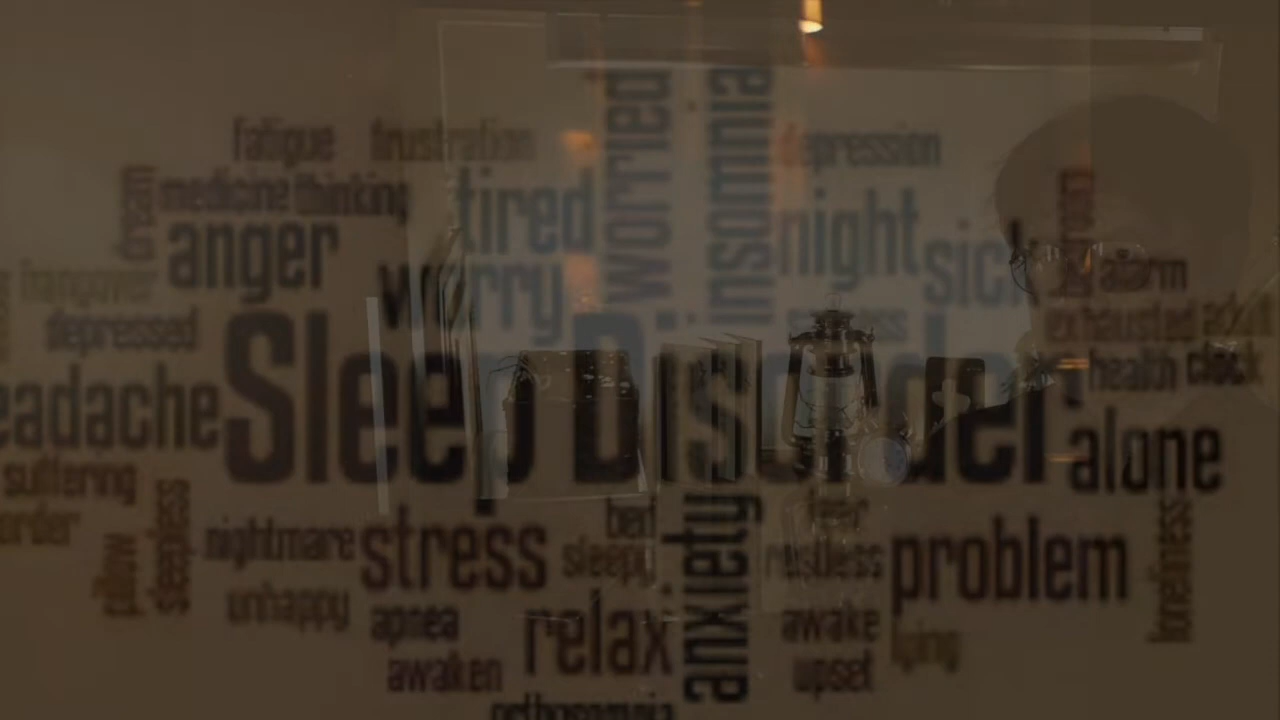 worried
insomnia
fatigue frustration
depression
dream
medicine thinking
tired
night
anger
sick
worry
alarm
hangover
exhausted
depressed
Sleep Disorder
health clock
headache
alone
suffering
order
bed
anxiety
nightmare
stress
sleepy
restless
problem
pillow
sleepless
loneliness
unhappy
apnea
relax
awake
lying
awaken
upset